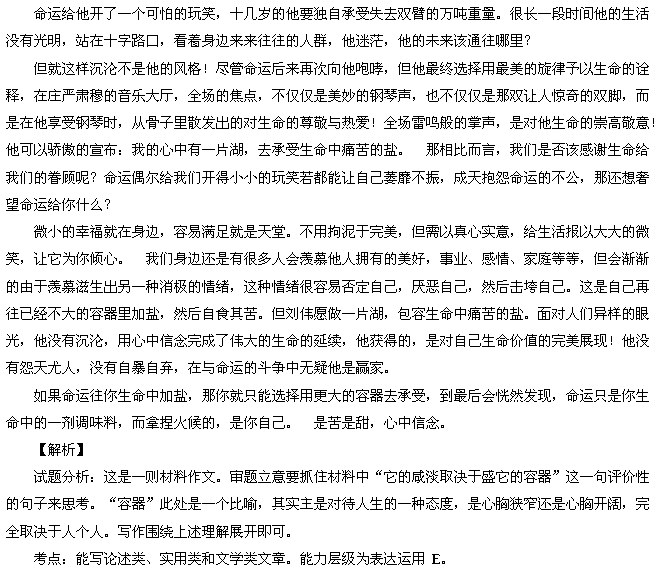 命运给他开了一个可怕的玩笑，十几岁的他要独自承受失去双臂的万吨重量。很长一段时间他的生活
没有光明，站在十字路口，看着身边来来往往的人群，他迷茫，他的未来该通往哪里？
但就这样沉沦不是他的风格！尽管命运后来再次向他咆哮，但他最终选择用最美的旋律予以生命的诠
释，在庄严肃穆的音乐大厅，全场的焦点，不仅仅是美妙的钢琴声，也不仅仅是那双让人惊奇的双脚，而
是在他享受钢琴时，从骨子里散发出的对生命的尊敬与热爱！全场雷鸣般的掌声，是对他生命的崇高敬意！
他可以骄傲的宣布：我的心中有一片湖，去承受生命中痛苦的盐。 那相比而言，我们是否该感谢生命给
我们的眷顾呢？命运偶尔给我们开得小小的玩笑若都能让自己萎靡不振，成天抱怨命运的不公，那还想奢
望命运给你什么？
微小的幸福就在身边，容易满足就是天堂。不用拘泥于完美，但需以真心实意，给生活报以大大的微
笑，让它为你倾心。 我们身边还是有很多人会羡慕他人拥有的美好，事业、感情、家庭等等，但会渐渐
的由于羡慕滋生出另一种消极的情绪，这种情绪很容易否定自己，厌恶自己，然后击垮自己。这是自己再
往已经不大的容器里加盐，然后自食其苦。但刘伟愿做一片湖，包容生命中痛苦的盐。面对人们异样的眼
光，他没有沉沦，用心中信念完成了伟大的生命的延续，他获得的，是对自己生命价值的完美展现！他没
有怨天尤人，没有自暴自弃，在与命运的斗争中无疑他是赢家。
如果命运往你生命中加盐，那你就只能选择用更大的容器去承受，到最后会恍然发现，命运只是你生
命中的一剂调味料，而拿捏火候的，是你自己。 是苦是甜，心中信念。
【解析】
试题分析：这是一则材料作文。审题立意要抓住材料中“它的咸淡取决于盛它的容器”这一句评价性
的句子来思考。“容器”此处是一个比喻，其实主是对待人生的一种态度，是心胸狭窄还是心胸开阔，完
全取决于人个人。写作围绕上述理解展开即可。
考点：能写论述类、实用类和文学类文章。能力层级为表达运用 E。